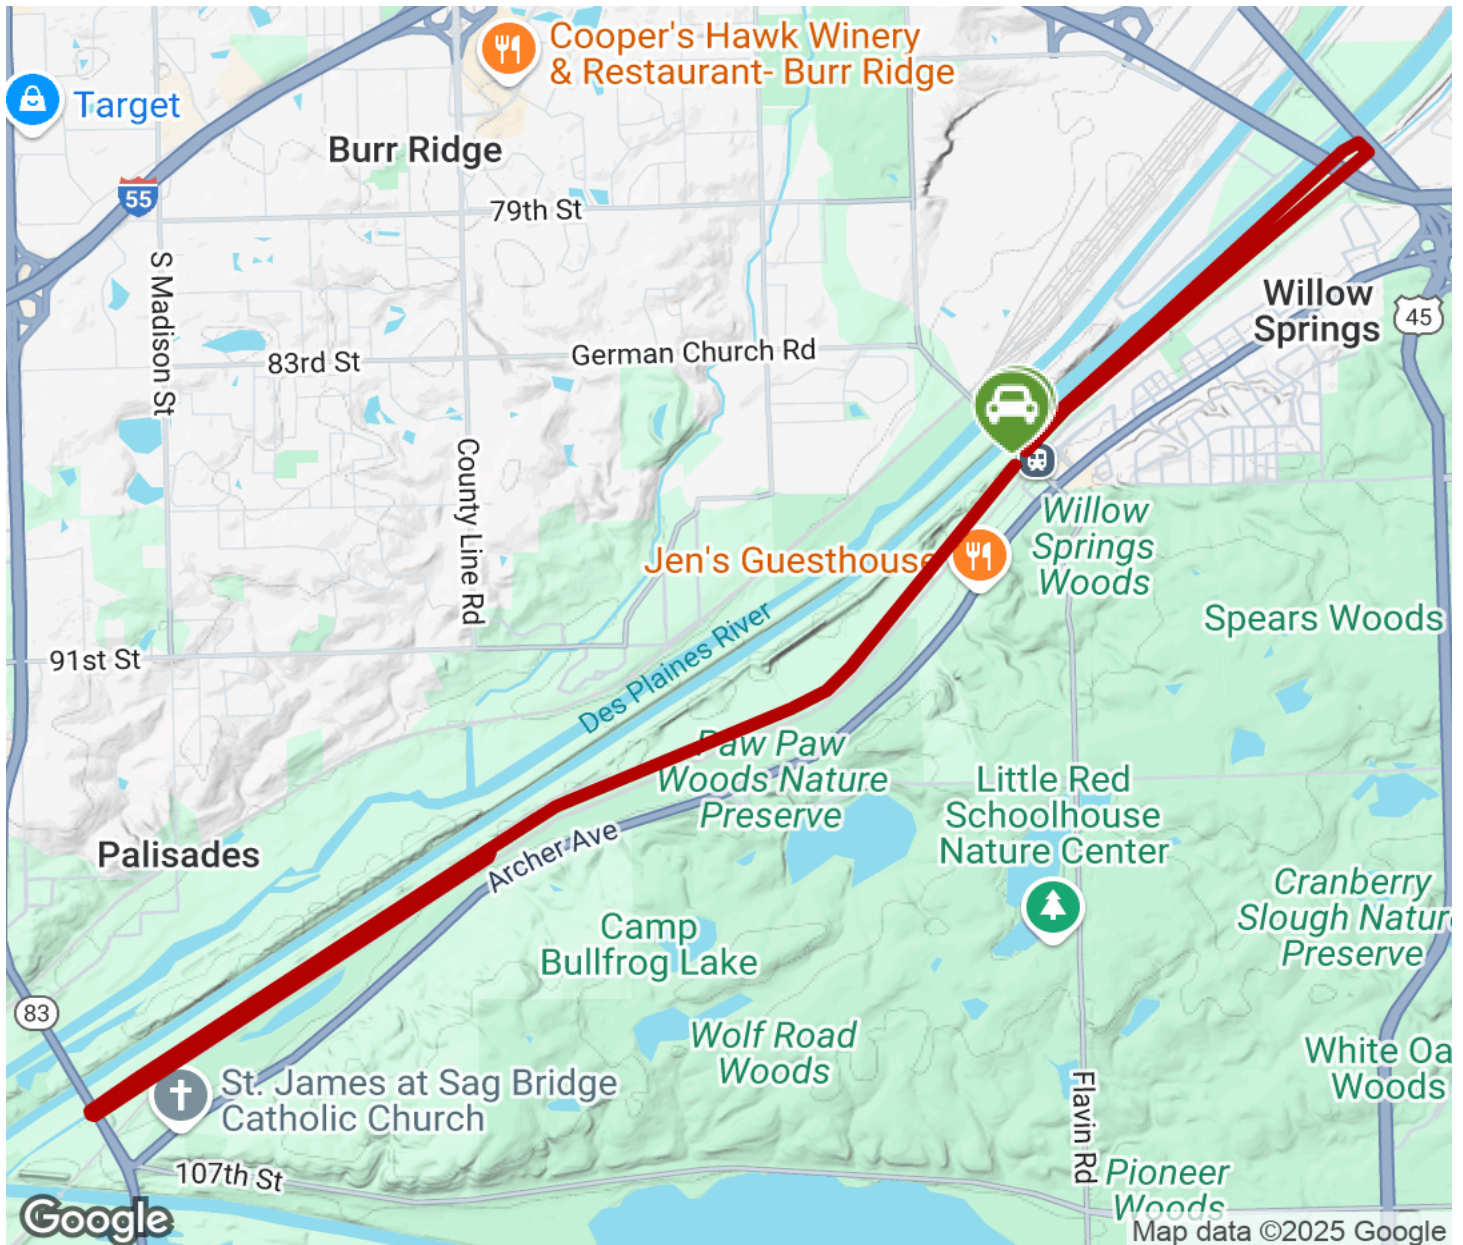 Cooper's Hawk Winery
& Restaurant- Burr Ridge
Target
Burr Ridge
55
79th St
S Madison St
Willow
Springs
45
83rd St
German Church Rd
County Line Rd
Willow
Springs
Woods
Jen's Guesthouse
Spears Woods
91st St
Des Plaines River
Paw Paw
Woods Nature
Preserve
Little Red
Schoolhouse
Nature Center
Palisades
Archer Ave
Cranberry
Slough Nature
Preserve
Camp
Bullfrog Lake
83
Wolf Road
Woods
White Oa
Woods
St. James at Sag Bridge
Catholic Church
Flavin Rd
107th St
Pioneer
Woods
Google
Map data ©2025 Google